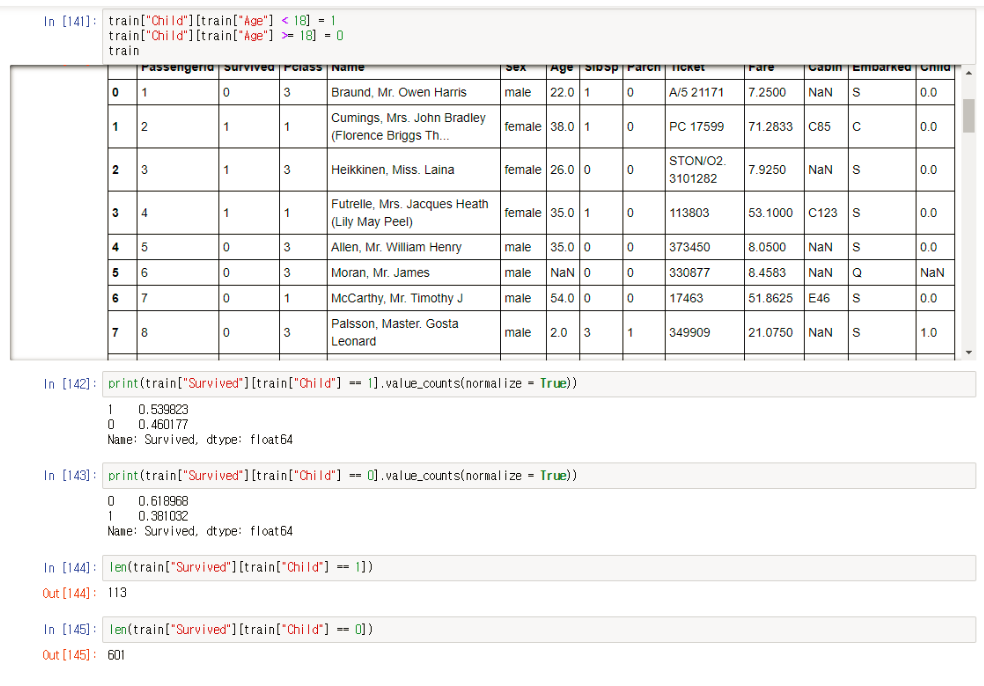 In [141]: train["Child"][train["Age"] < 18] = 1
train["Child"][train["Age"] >= 18] = 0
train
PassengerId Survived Pclass Name Sex Age SibSp Parch Ticket Fare Cabin Embarked Child
0 1 0 3 Braund, Mr. Owen Harris male 22.0 1 0 A/5 21171 7.2500 NaN S 0.0
1 2 1 1 Cumings, Mrs. John Bradley (Florence Briggs Th... female 38.0 1 0 PC 17599 71.2833 C85 C 0.0
2 3 1 3 Heikkinen, Miss. Laina female 26.0 0 0 STON/O2. 3101282 7.9250 NaN S 0.0
3 4 1 1 Futrelle, Mrs. Jacques Heath (Lily May Peel) female 35.0 1 0 113803 53.1000 C123 S 0.0
4 5 0 3 Allen, Mr. William Henry male 35.0 0 0 373450 8.0500 NaN S 0.0
5 6 0 3 Moran, Mr. James male NaN 0 0 330877 8.4583 NaN Q NaN
6 7 0 1 McCarthy, Mr. Timothy J male 54.0 0 0 17463 51.8625 E46 S 0.0
7 8 0 3 Palsson, Master. Gosta Leonard male 2.0 3 1 349909 21.0750 NaN S 1.0
In [142]: print(train["Survived"][train["Child"] == 1].value_counts(normalize = True))
1 0.539823
0 0.460177
Name: Survived, dtype: float64
In [143]: print(train["Survived"][train["Child"] == 0].value_counts(normalize = True))
0 0.618968
1 0.381032
Name: Survived, dtype: float64
In [144]: len(train["Survived"][train["Child"] == 1])
Out[144]: 113
In [145]: len(train["Survived"][train["Child"] == 0])
Out[145]: 601